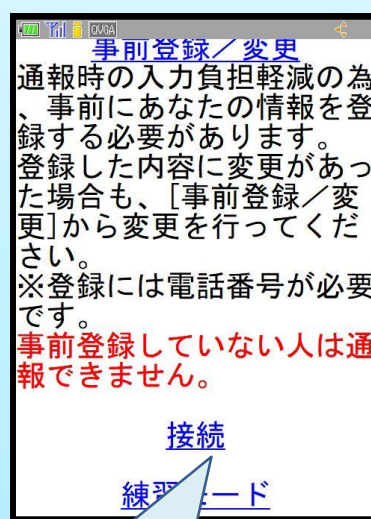 QVGA
事前登録／変更
通報時の入力負担軽減の為
、事前にあなたの情報を登
録する必要があります。
登録した内容に変更があっ
た場合も、[事前登録／変
更]から変更を行ってくだ
さい。
※登録には電話番号が必要
です。
事前登録していない人は通
報できません。
接続
練習モード